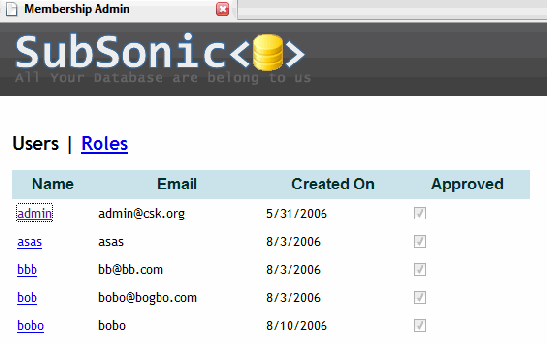 Membership Admin
SubSonic<>
All Your Database are belong to us
Users | Roles
Name Email Created On Approved
admin admin@csk.org 5/31/2006
asas asas 8/3/2006
bbb bb@bb.com 8/3/2006
bob bobo@bogbo.com 8/3/2006
bobo bobo 8/10/2006